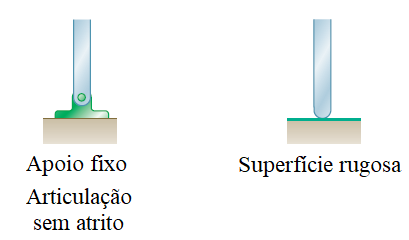 Apoio fixo
Articulação
sem atrito
Superfície rugosa